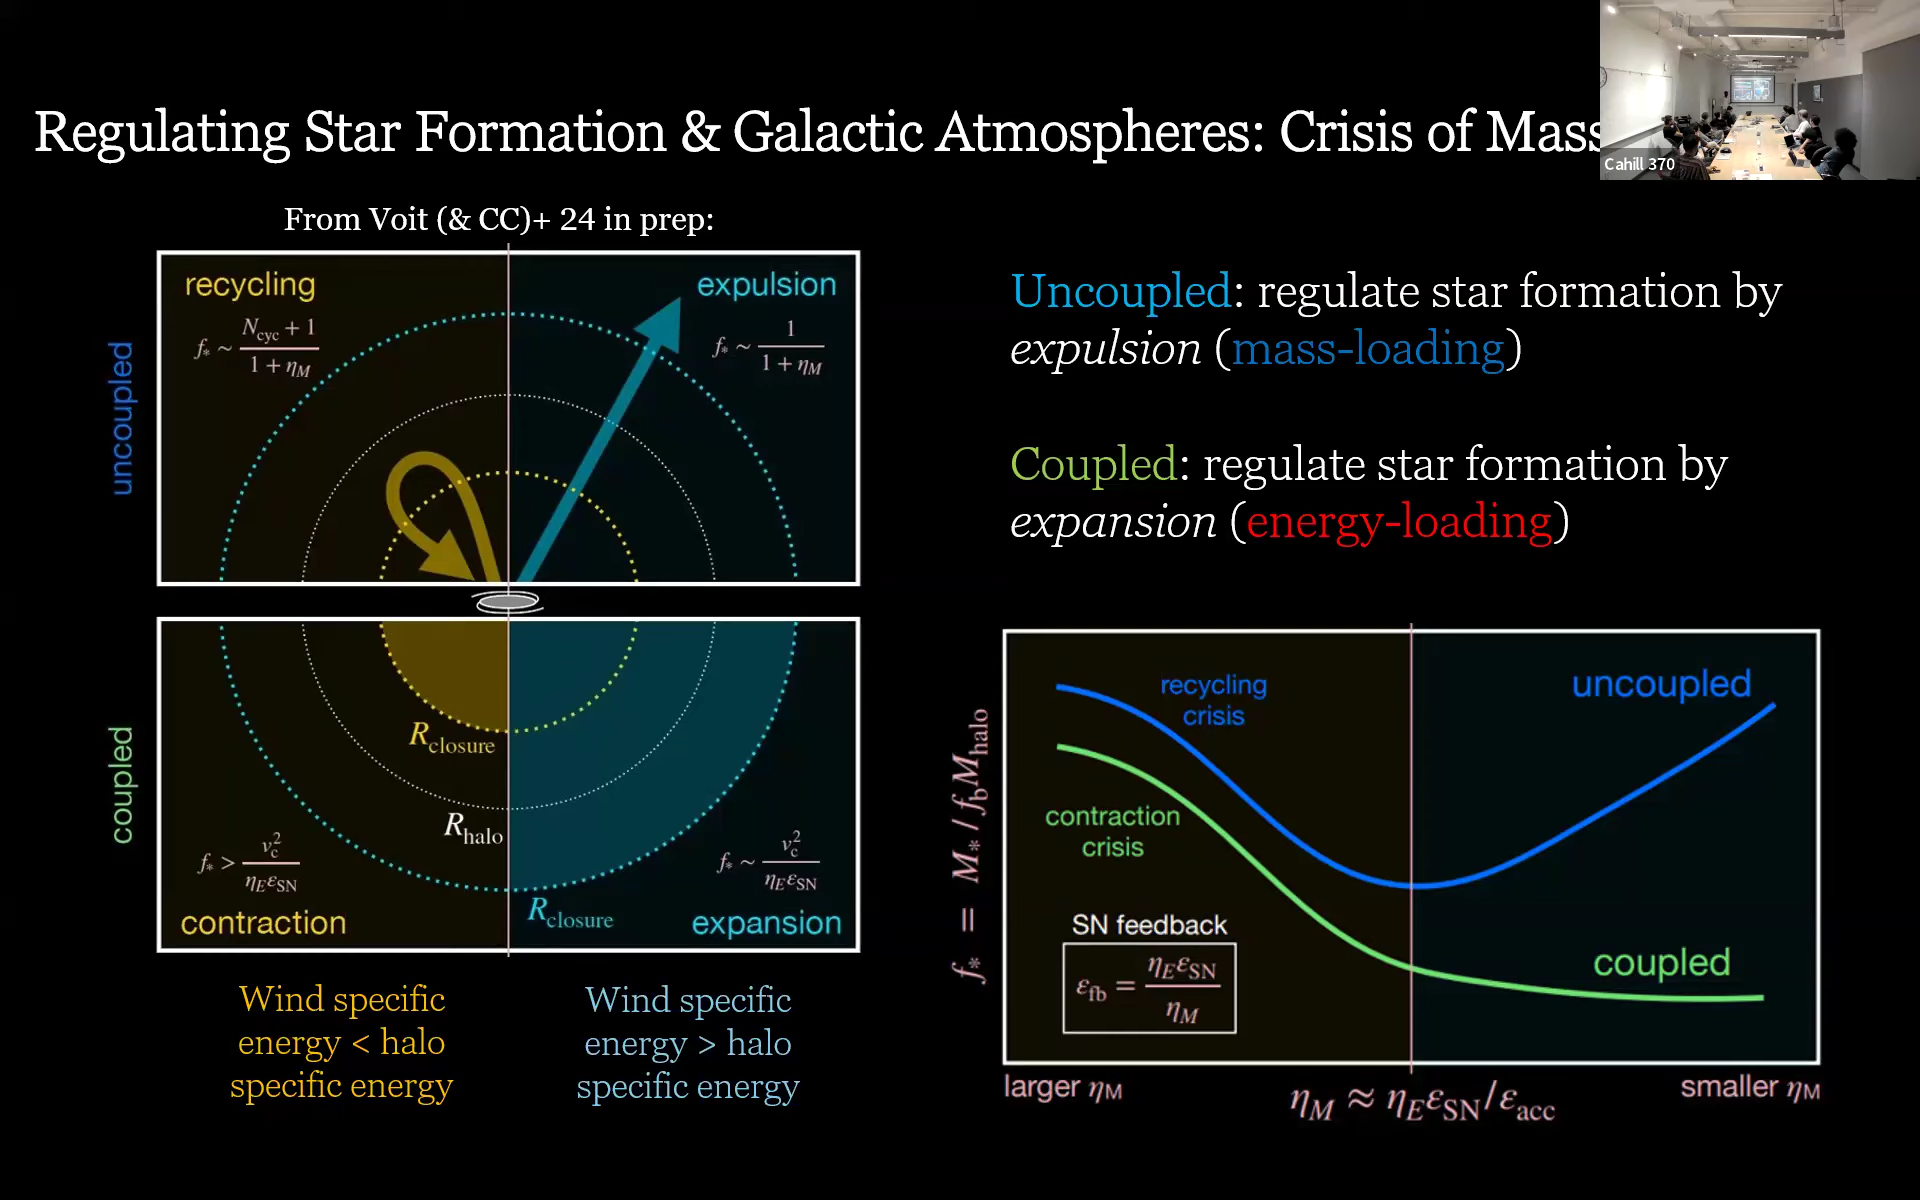 Regulating Star Formation & Galactic Atmospheres: Crisis of Mass
Cahill 370
From Voit (& CC)+ 24 in prep:
recycling
f* ~ (N_cyc + 1) / (1 + η_M)
expulsion
f* ~ 1 / (1 + η_M)
uncoupled
coupled
R_closure
R_halo
R_closure
f* > v_c^2 / (η_E ε_SN)
contraction
f* ~ v_c^2 / (η_E ε_SN)
expansion
Wind specific
energy < halo
specific energy
Wind specific
energy > halo
specific energy
Uncoupled: regulate star formation by
expulsion (mass-loading)
Coupled: regulate star formation by
expansion (energy-loading)
f* = M* / f_b M_halo
recycling
crisis
uncoupled
contraction
crisis
SN feedback
ε_fb = η_E ε_SN / η_M
coupled
larger η_M
η_M ≈ η_E ε_SN / ε_acc
smaller η_M